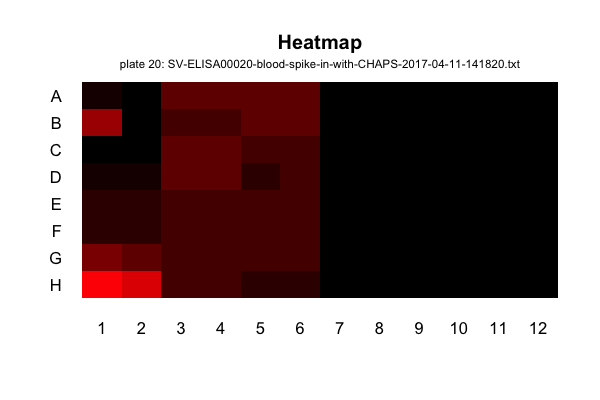 Heatmap
plate 20: SV-ELISA00020-blood-spike-in-with-CHAPS-2017-04-11-141820.txt
A
B
C
D
E
F
G
H
1 2 3 4 5 6 7 8 9 10 11 12